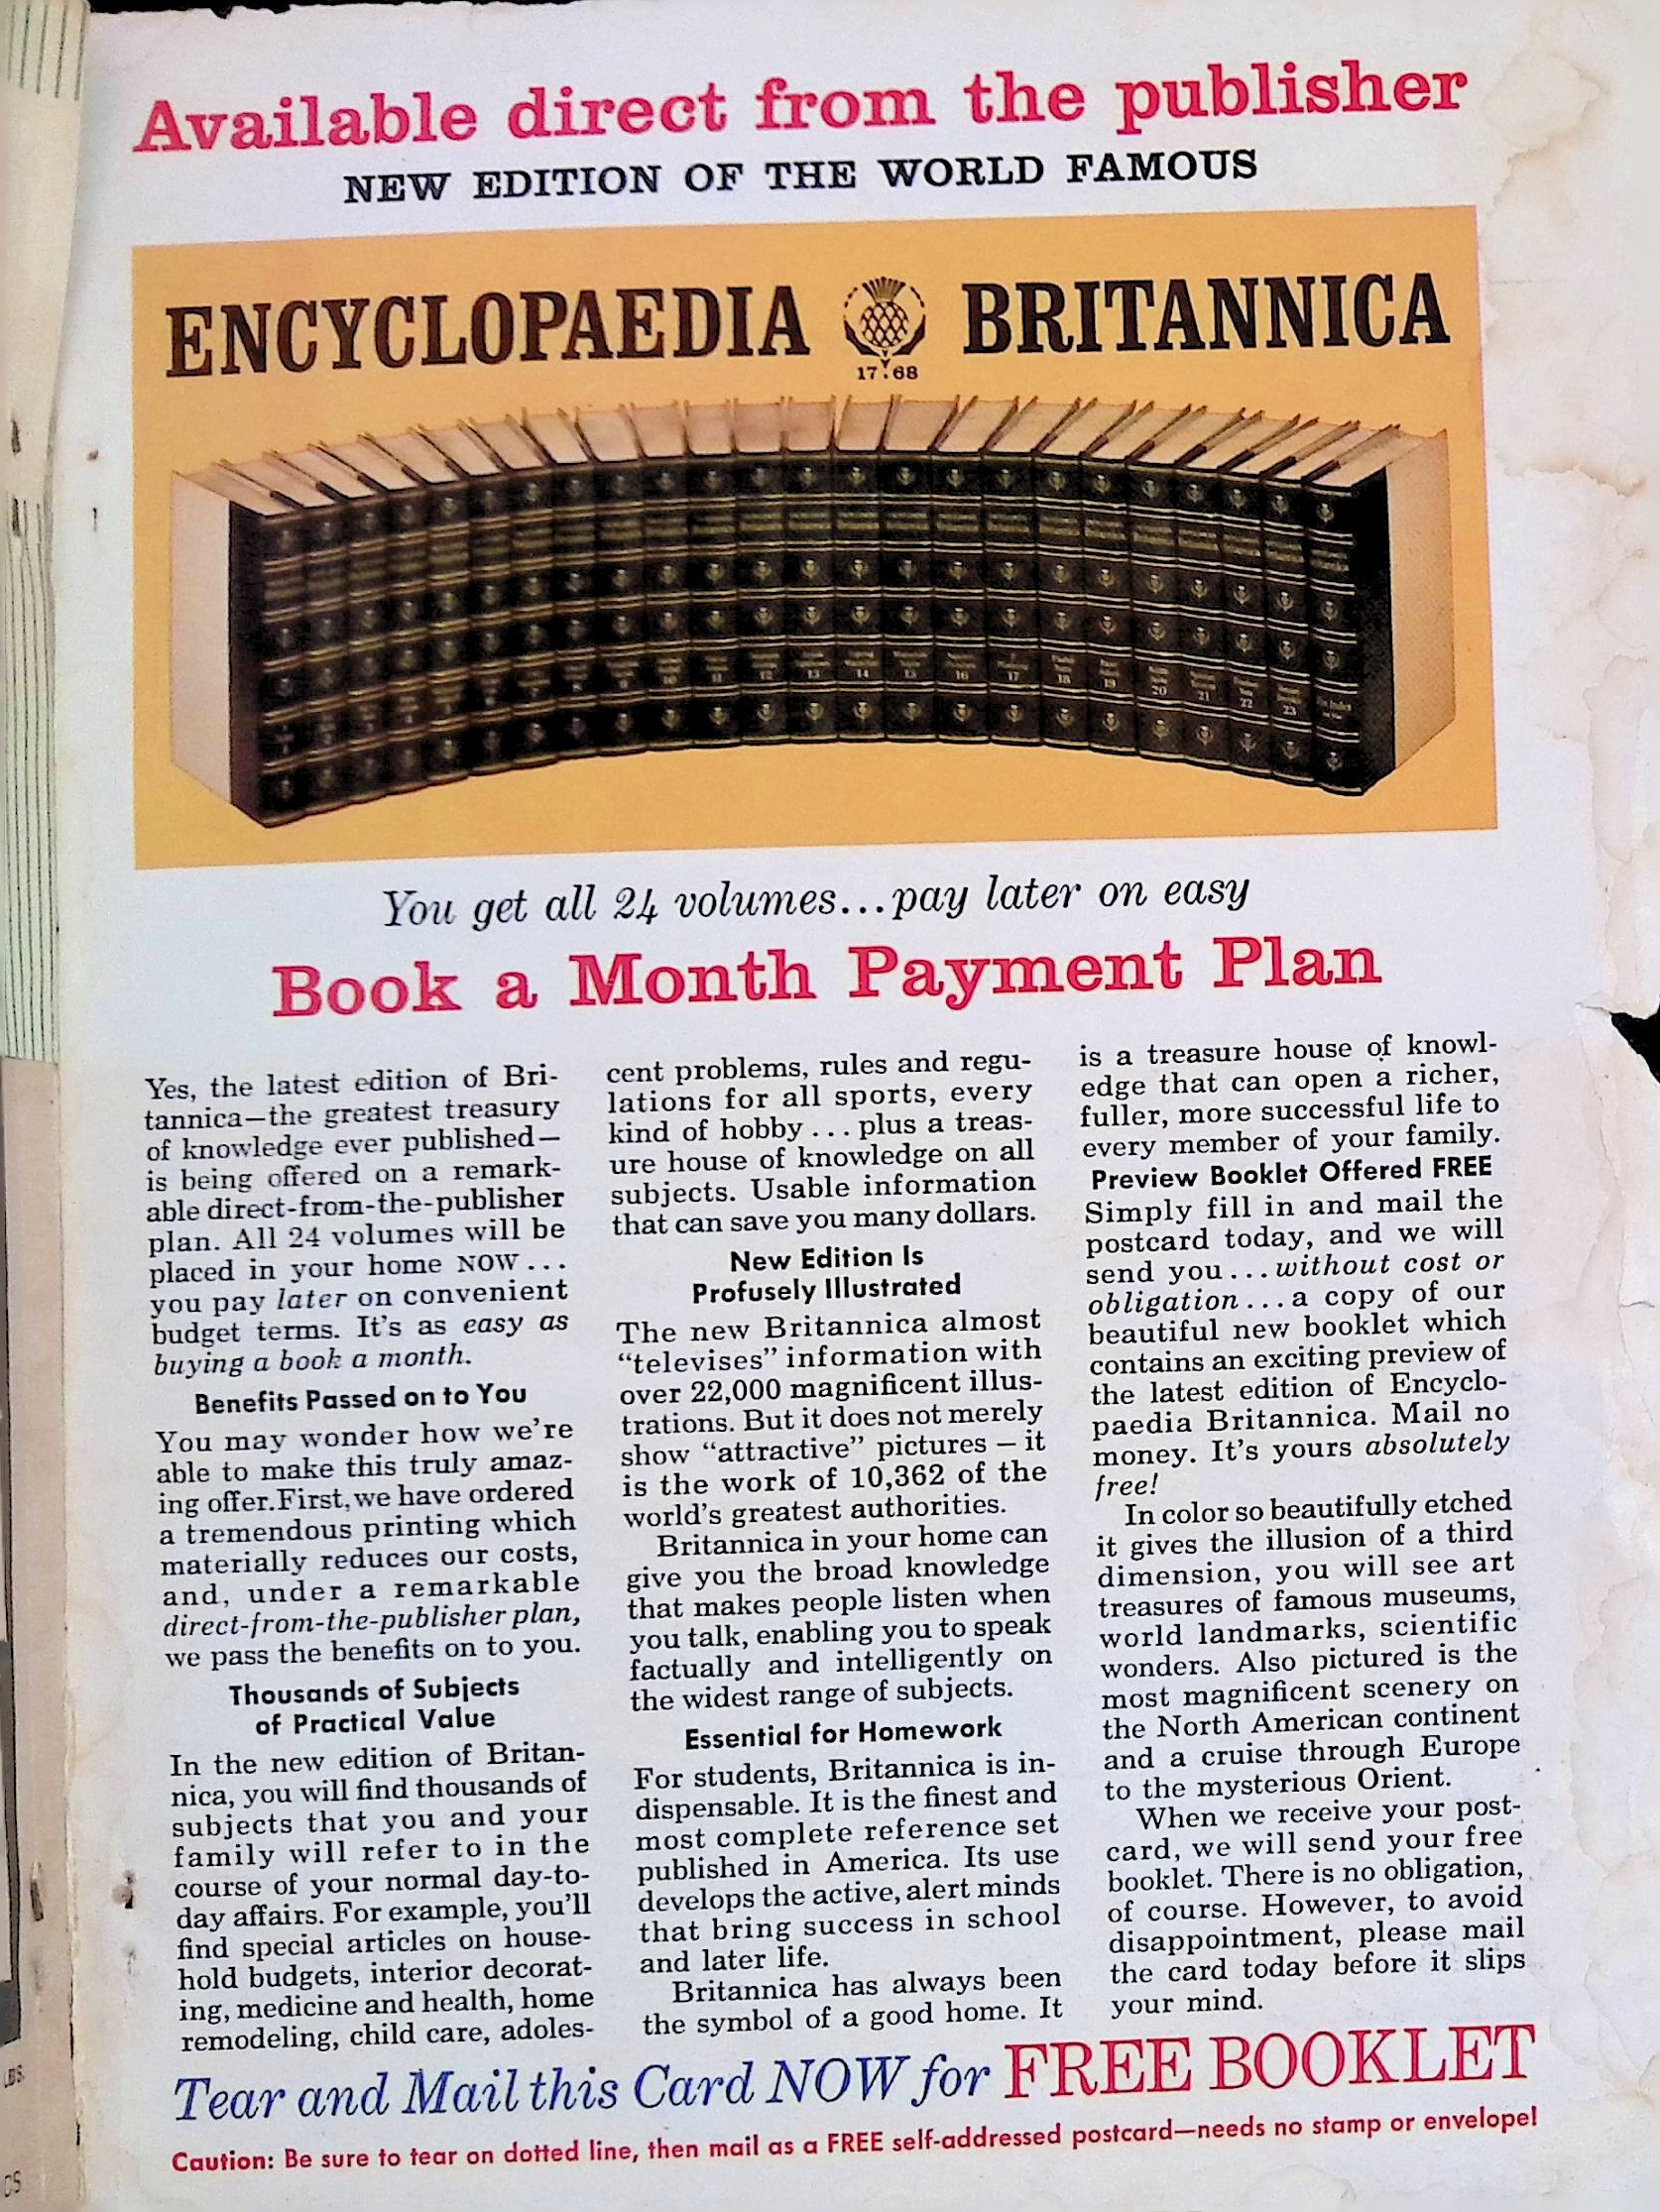 Available direct from the publisher
NEW EDITION OF THE WORLD FAMOUS
ENCYCLOPAEDIA BRITANNICA
17 68
8
9
10
11
12
13
14
15
16
17
18
19
20
21
22
23
You get all 24 volumes...pay later on easy
Book a Month Payment Plan
Yes, the latest edition of Bri-
tannica—the greatest treasury
of knowledge ever published—
is being offered on a remark-
able direct-from-the-publisher
plan. All 24 volumes will be
placed in your home NOW...
you pay later on convenient
budget terms. It's as easy as
buying a book a month.
Benefits Passed on to You
You may wonder how we're
able to make this truly amaz-
ing offer.First, we have ordered
a tremendous printing which
materially reduces our costs,
and, under a remarkable
direct-from-the-publisher plan,
we pass the benefits on to you.
Thousands of Subjects
of Practical Value
In the new edition of Britan-
nica, you will find thousands of
subjects that you and your
family will refer to in the
course of your normal day-to-
day affairs. For example, you'll
find special articles on house-
hold budgets, interior decorat-
ing, medicine and health, home
remodeling, child care, adoles-
cent problems, rules and regu-
lations for all sports, every
kind of hobby...plus a treas-
ure house of knowledge on all
subjects. Usable information
that can save you many dollars.
New Edition Is
Profusely Illustrated
The new Britannica almost
"televises" information with
over 22,000 magnificent illus-
trations. But it does not merely
show "attractive" pictures – it
is the work of 10,362 of the
world's greatest authorities.
Britannica in your home can
give you the broad knowledge
that makes people listen when
you talk, enabling you to speak
factually and intelligently on
the widest range of subjects.
Essential for Homework
For students, Britannica is in-
dispensable. It is the finest and
most complete reference set
published in America. Its use
develops the active, alert minds
that bring success in school
and later life.
Britannica has always been
the symbol of a good home. It
is a treasure house of knowl-
edge that can open a richer,
fuller, more successful life to
every member of your family.
Preview Booklet Offered FREE
Simply fill in and mail the
postcard today, and we will
send you...without cost or
obligation...a copy of our
beautiful new booklet which
contains an exciting preview of
the latest edition of Encyclo-
paedia Britannica. Mail no
money. It's yours absolutely
free!
In color so beautifully etched
it gives the illusion of a third
dimension, you will see art
treasures of famous museums,
world landmarks, scientific
wonders. Also pictured is the
most magnificent scenery on
the North American continent
and a cruise through Europe
to the mysterious Orient.
When we receive your post-
card, we will send your free
booklet. There is no obligation,
of course. However, to avoid
disappointment, please mail
the card today before it slips
your mind.
Tear and Mail this Card NOW for FREE BOOKLET
Caution: Be sure to tear on dotted line, then mail as a FREE self-addressed postcard—needs no stamp or envelope!